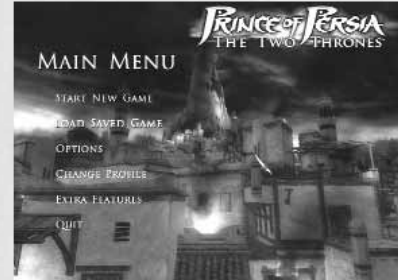 PRINCE OF PERSIA
THE TWO THRONES
MAIN MENU
START NEW GAME
LOAD SAVED GAME
OPTIONS
CHANGE PROFILE
EXTRA FEATURES
QUIT